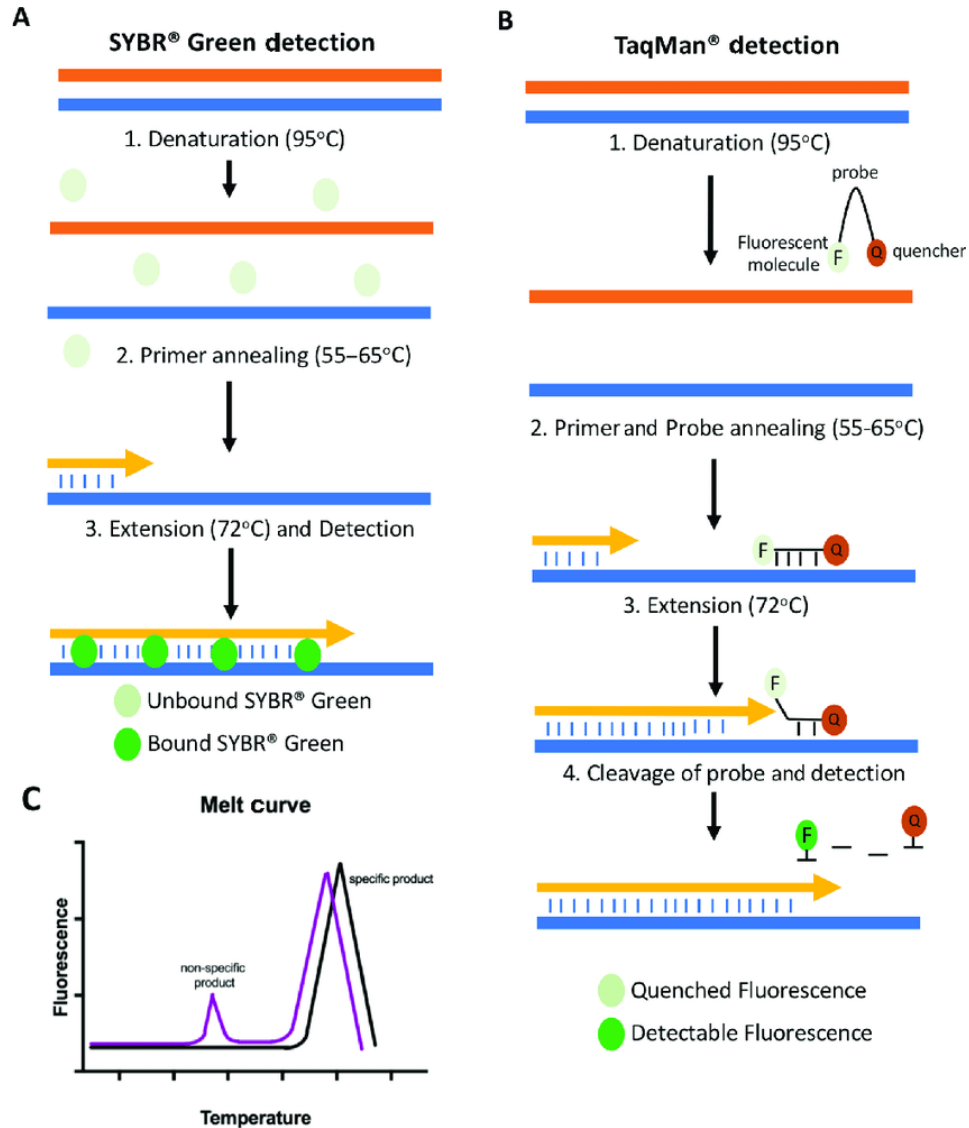 A
SYBR® Green detection
1. Denaturation (95°C)
2. Primer annealing (55–65°C)
3. Extension (72°C) and Detection
Unbound SYBR® Green
Bound SYBR® Green
B
TaqMan® detection
1. Denaturation (95°C)
probe
Fluorescent
molecule
F
Q
quencher
2. Primer and Probe annealing (55-65°C)
F
Q
3. Extension (72°C)
F
Q
4. Cleavage of probe and detection
F
Q
Quenched Fluorescence
Detectable Fluorescence
C
Melt curve
Fluorescence
non-specific
product
specific product
Temperature